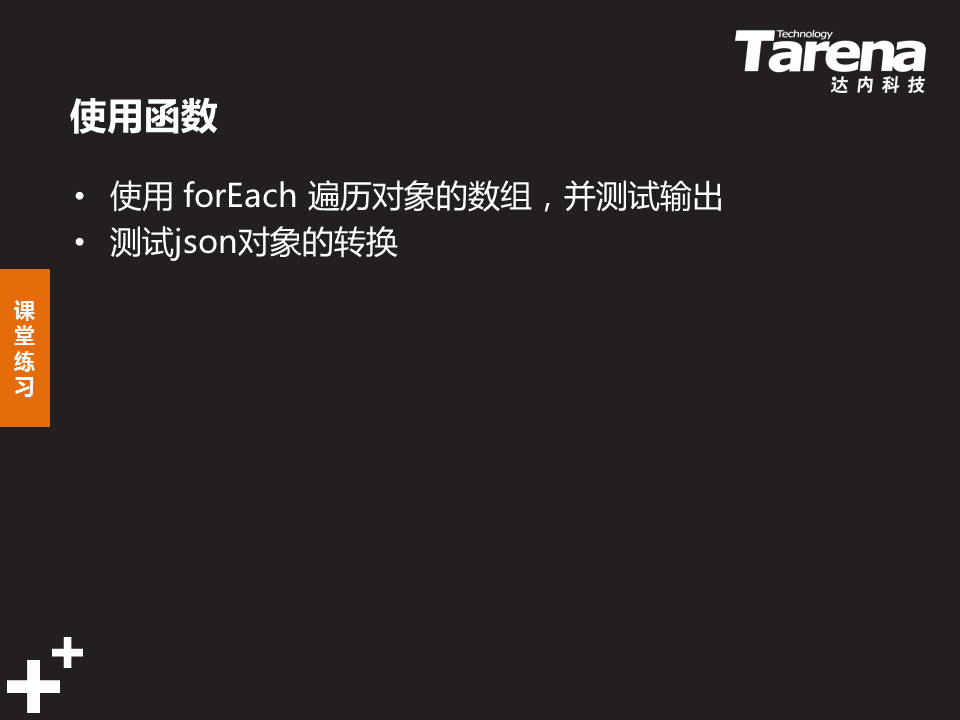 Technology
Tarena
达内科技
使用函数
• 使用 forEach 遍历对象的数组，并测试输出
• 测试json对象的转换
课
堂
练
习